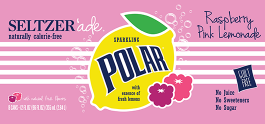 SELTZER'ade.
naturally calorie-free
SPARKLING
POLAR
with
essence of
fresh lemons
Raspberry
Pink Lemonade
No Juice
No Sweeteners
No Sugar